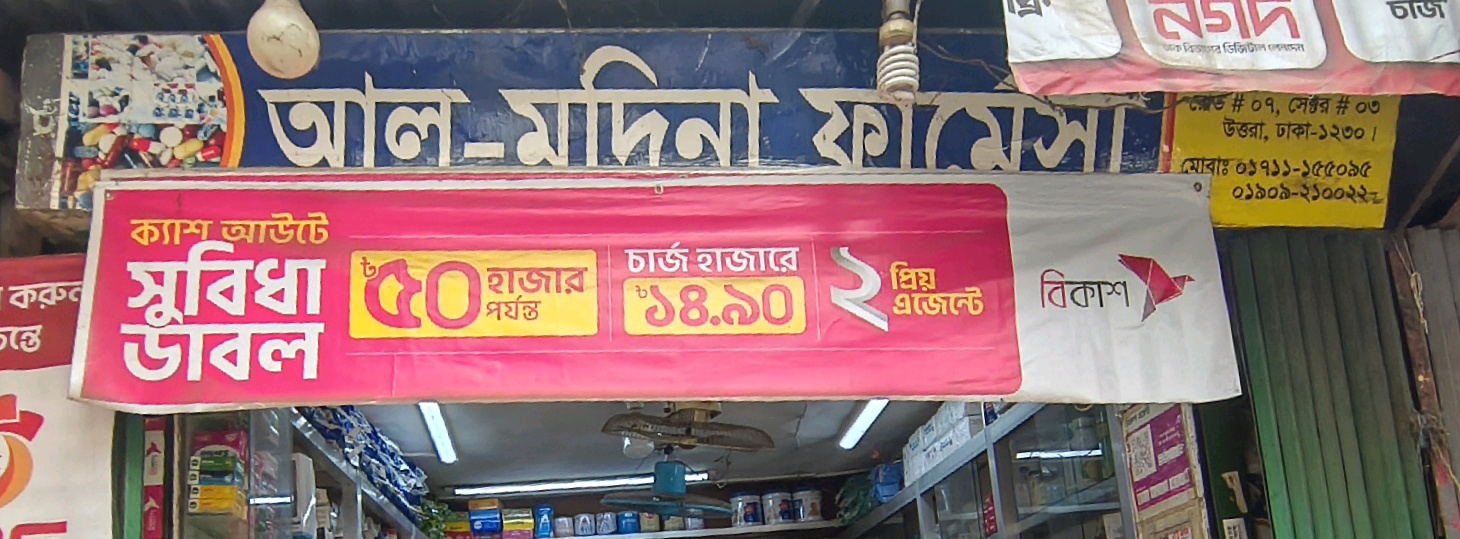 আল-মদিনা ফার্মেসী
নগদ
চার্জ
রোড # ০৭, সেক্টর # ০৩
উত্তরা, ঢাকা-১২৩০।
মোবাঃ ০১৭১১-১৫৫০৯৫
০১৯০৯-২১০০২২
ক্যাশ আউটে
সুবিধা
ডাবল
৳৫০ হাজার
পর্যন্ত
চার্জ হাজারে
৳১৪.৯০
২ প্রিয়
এজেন্টে
বিকাশ
করুন